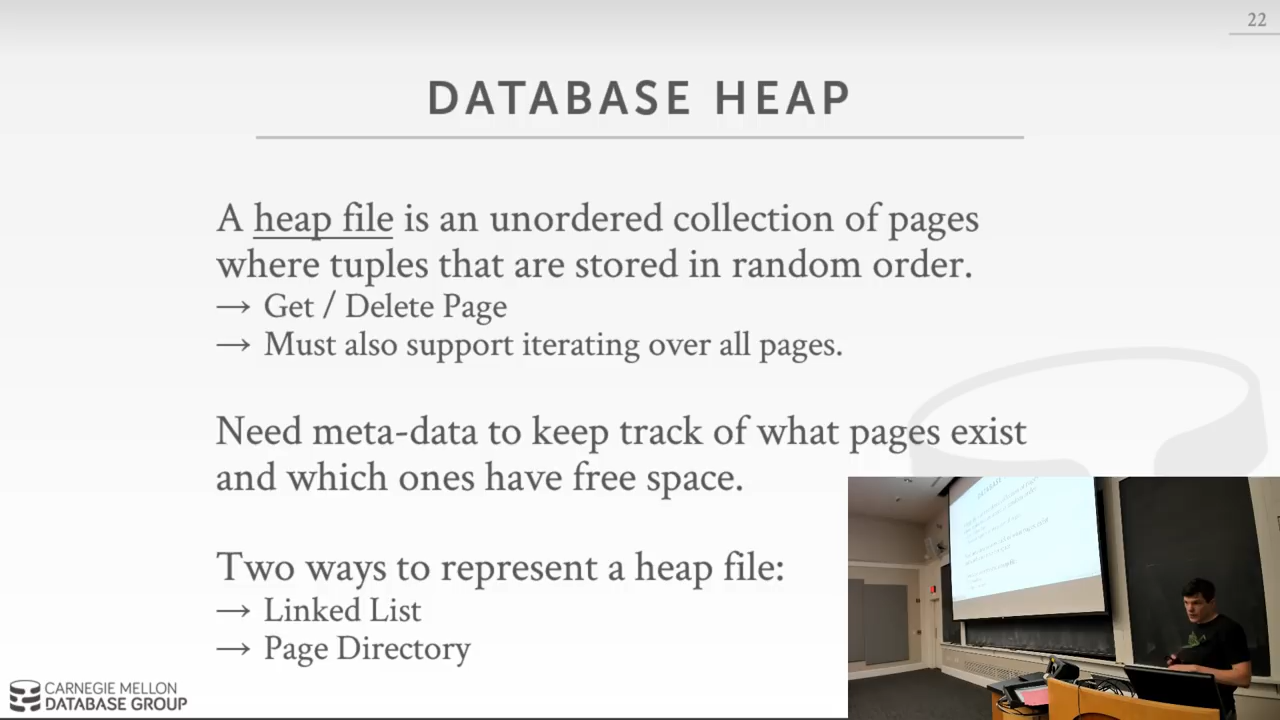 22
DATABASE HEAP
A heap file is an unordered collection of pages
where tuples that are stored in random order.
→ Get / Delete Page
→ Must also support iterating over all pages.
Need meta-data to keep track of what pages exist
and which ones have free space.
Two ways to represent a heap file:
→ Linked List
→ Page Directory
CARNEGIE MELLON
DATABASE GROUP